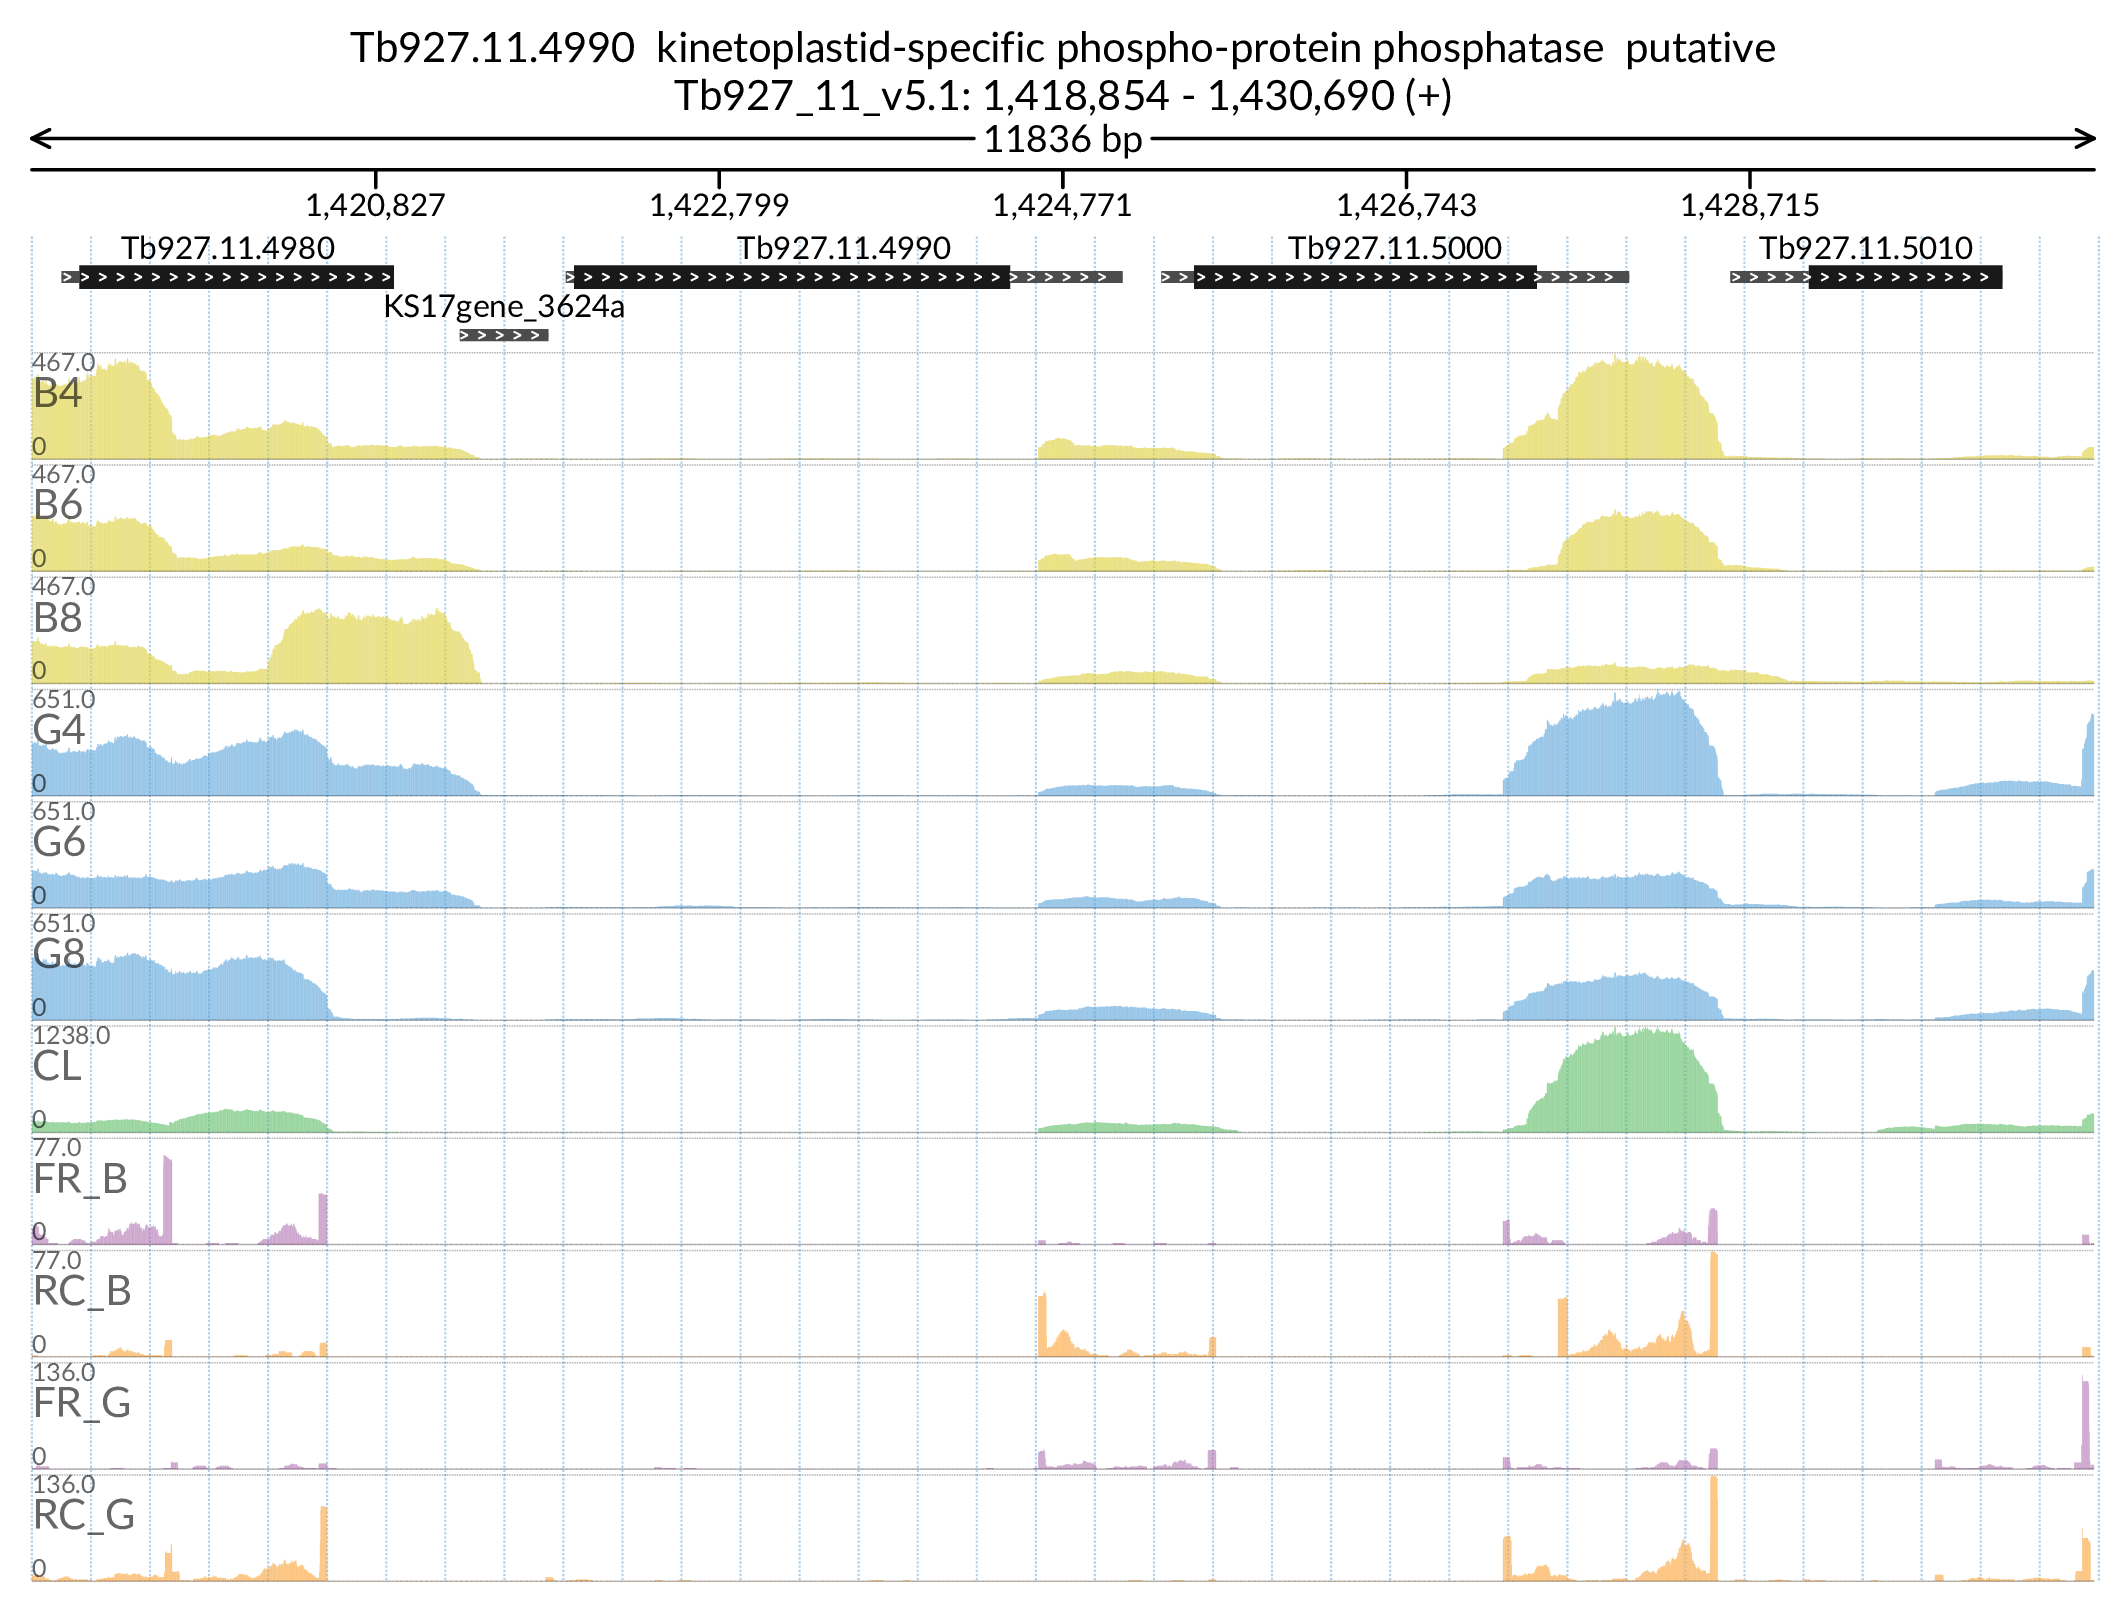 Tb927.11.4990  kinetoplastid-specific phospho-protein phosphatase  putative
Tb927_11_v5.1: 1,418,854 - 1,430,690 (+)
11836 bp
1,420,827 1,422,799 1,424,771 1,426,743 1,428,715
Tb927.11.4980 Tb927.11.4990 Tb927.11.5000 Tb927.11.5010
KS17gene_3624a
467.0
B4
0
467.0
B6
0
467.0
B8
0
651.0
G4
0
651.0
G6
0
651.0
G8
0
1238.0
CL
0
77.0
FR_B
0
77.0
RC_B
0
136.0
FR_G
0
136.0
RC_G
0